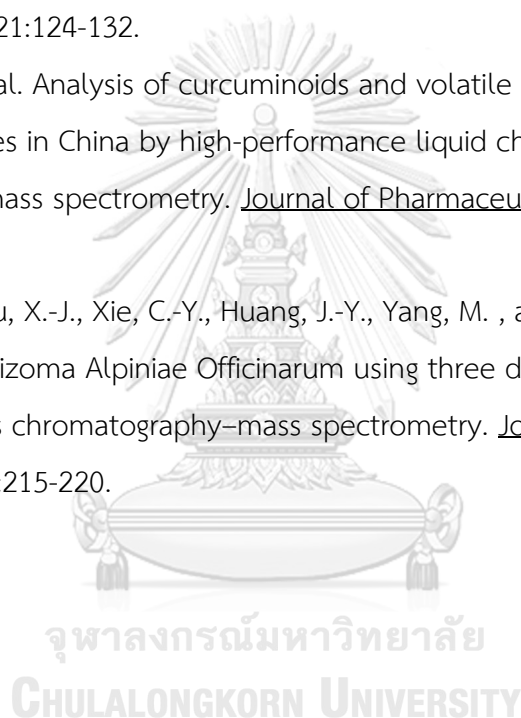 21:124-132.
al. Analysis of curcuminoids and volatile
es in China by high-performance liquid ch
nass spectrometry. Journal of Pharmaceu
u, X.-J., Xie, C.-Y., Huang, J.-Y., Yang, M. , a
izoma Alpiniae Officinarum using three d
s chromatography–mass spectrometry. Jo
:215-220.
จุฬาลงกรณ์มหาวิทยาลัย
CHULALONGKORN UNIVERSITY